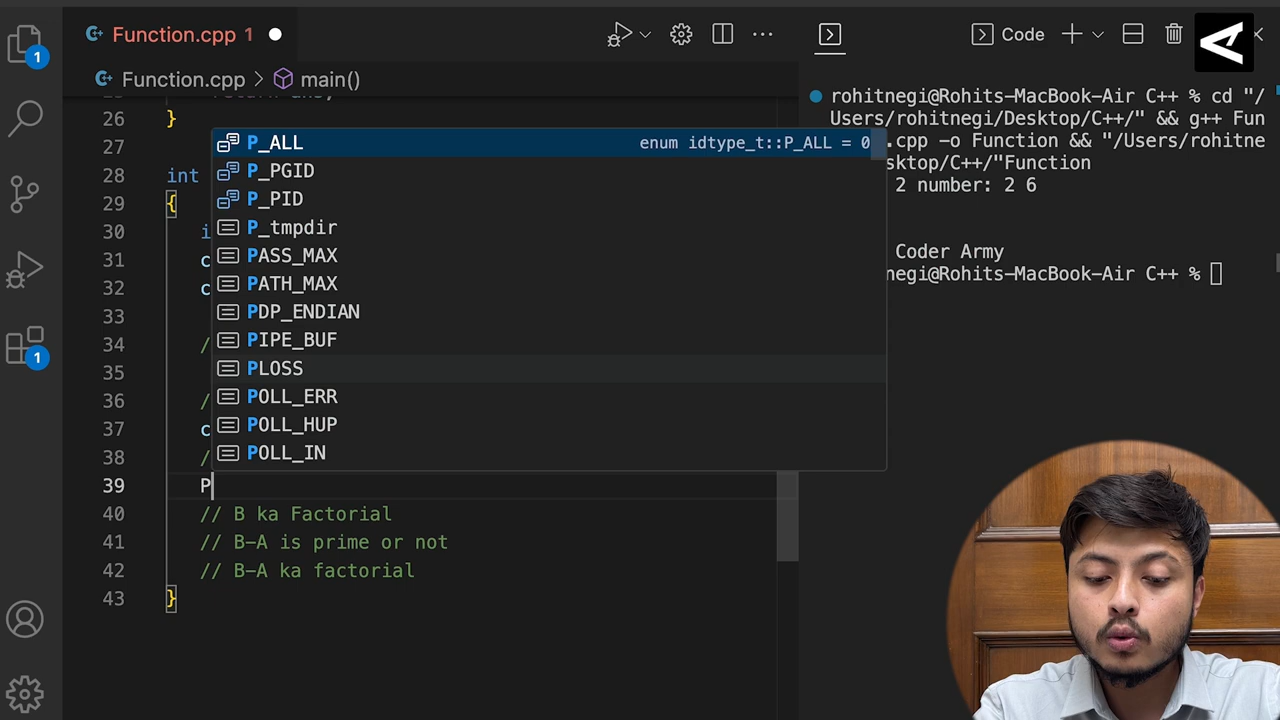 Function.cpp 1
Code
Function.cpp > main()
26 }
27
28 int
29 {
30 i
31 c
32 c
33
34 /
35
36 /
37 c
38 /
39 P
40 // B ka Factorial
41 // B-A is prime or not
42 // B-A ka factorial
43 }
P_ALL enum idtype_t::P_ALL = 0
P_PGID
P_PID
P_tmpdir
PASS_MAX
PATH_MAX
PDP_ENDIAN
PIPE_BUF
PLOSS
POLL_ERR
POLL_HUP
POLL_IN
rohitnegi@Rohits-MacBook-Air C++ % cd "/
Users/rohitnegi/Desktop/C++/" && g++ Fun
.cpp -o Function && "/Users/rohitne
sktop/C++/"Function
2 number: 2 6
Coder Army
negi@Rohits-MacBook-Air C++ %
1
1